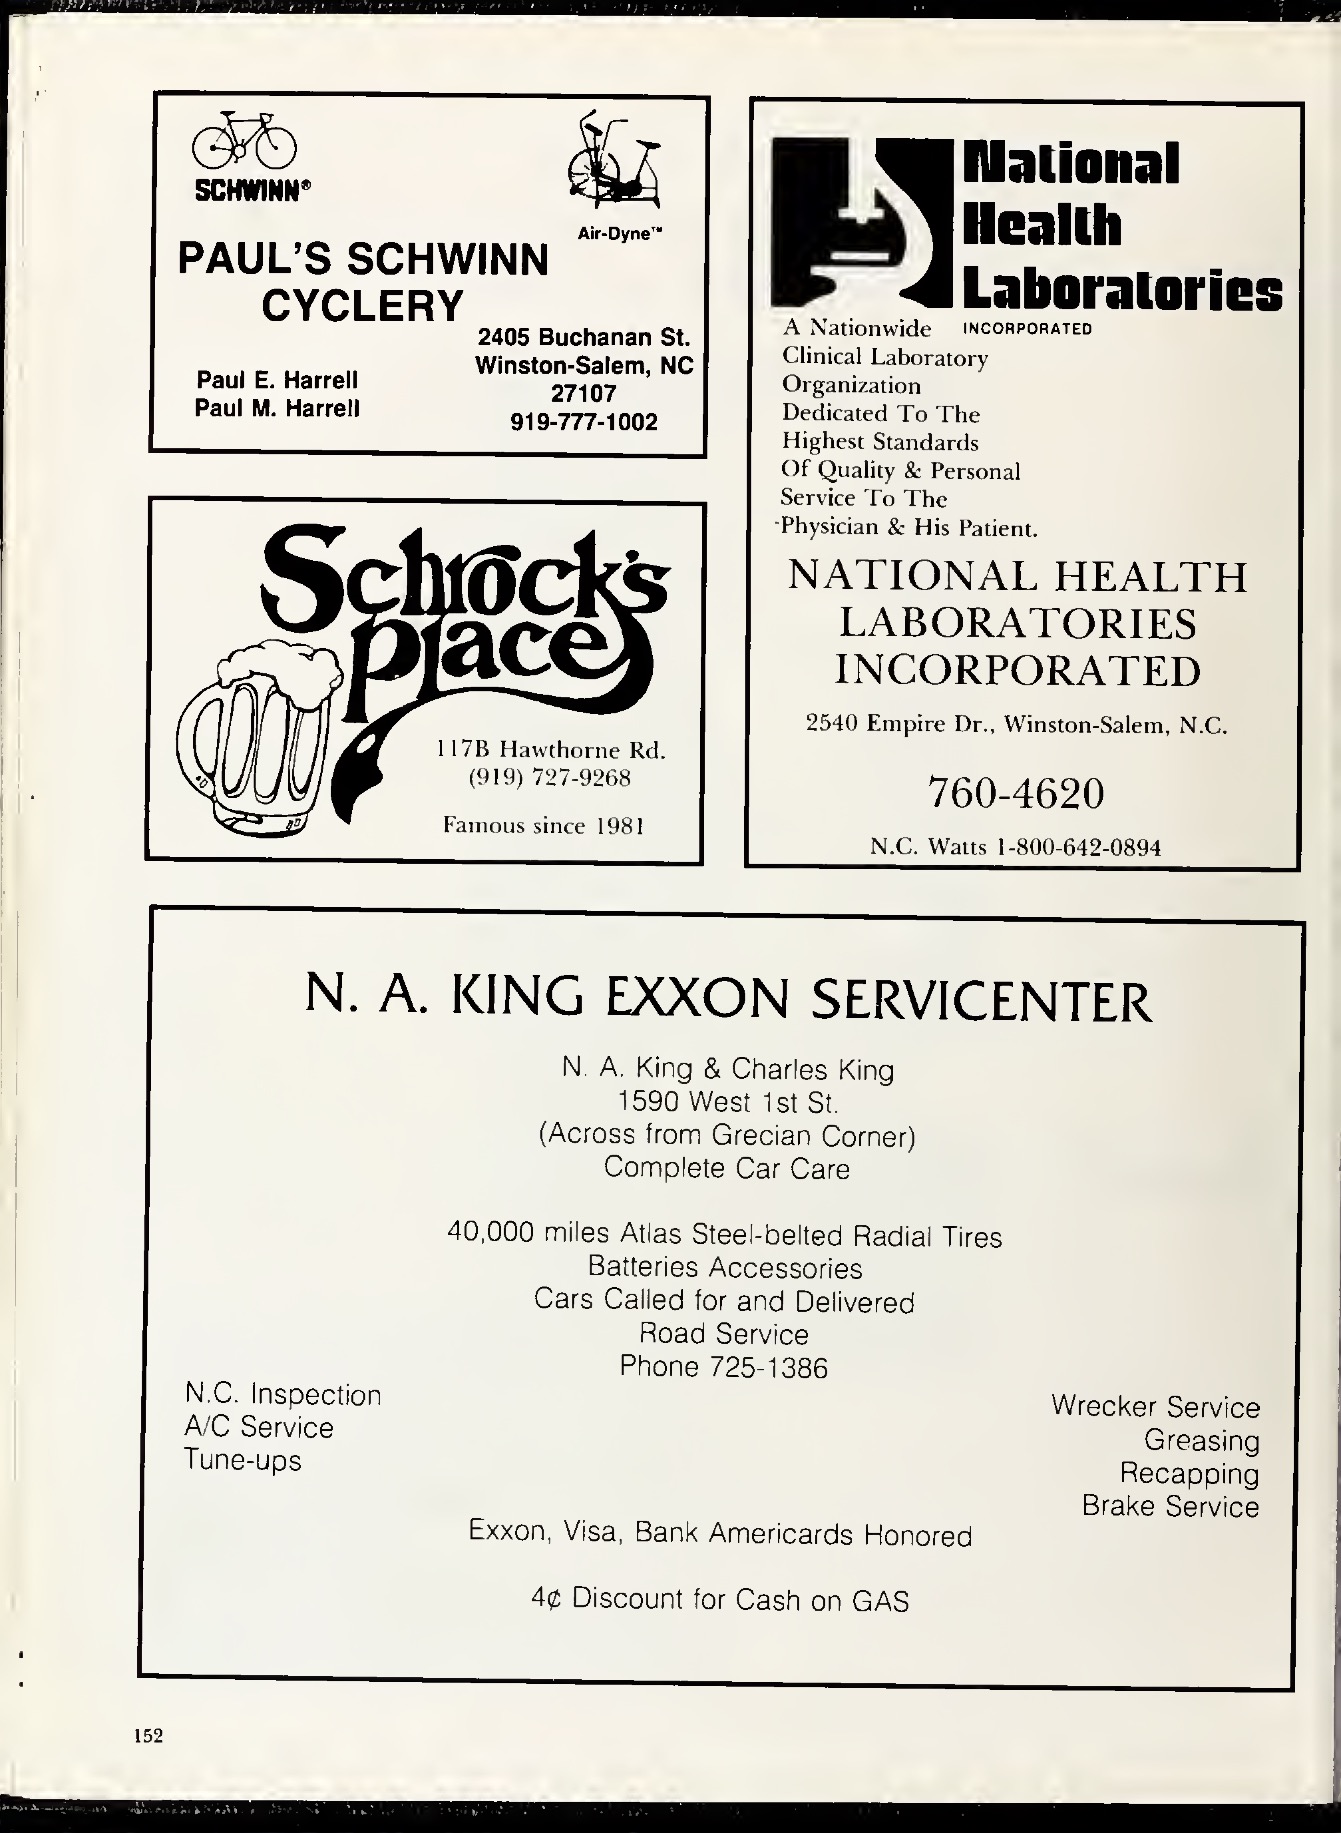 SCHWINN®
Air-Dyne™
PAUL'S SCHWINN
CYCLERY
2405 Buchanan St.
Winston-Salem, NC
27107
919-777-1002
Paul E. Harrell
Paul M. Harrell
Schrock's
Place
117B Hawthorne Rd.
(919) 727-9268
Famous since 1981
National
Health
Laboratories
INCORPORATED
A Nationwide
Clinical Laboratory
Organization
Dedicated To The
Highest Standards
Of Quality & Personal
Service To The
Physician & His Patient.
NATIONAL HEALTH
LABORATORIES
INCORPORATED
2540 Empire Dr., Winston-Salem, N.C.
760-4620
N.C. Watts 1-800-642-0894
N. A. KING EXXON SERVICENTER
N. A. King & Charles King
1590 West 1st St.
(Across from Grecian Corner)
Complete Car Care
40,000 miles Atlas Steel-belted Radial Tires
Batteries Accessories
Cars Called for and Delivered
Road Service
Phone 725-1386
N.C. Inspection
A/C Service
Tune-ups
Wrecker Service
Greasing
Recapping
Brake Service
Exxon, Visa, Bank Americards Honored
4¢ Discount for Cash on GAS
152